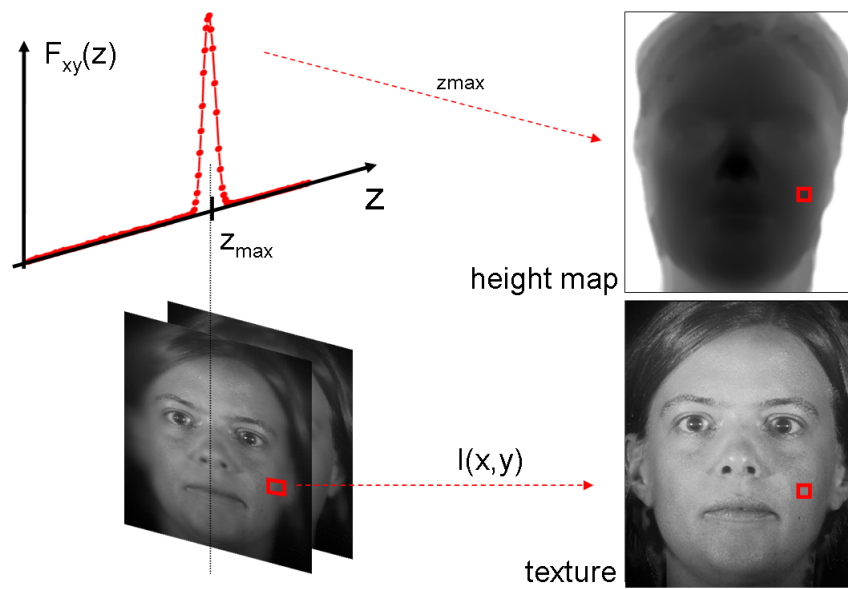 F_xy(z)
zmax
z
z_max
height map
I(x,y)
texture